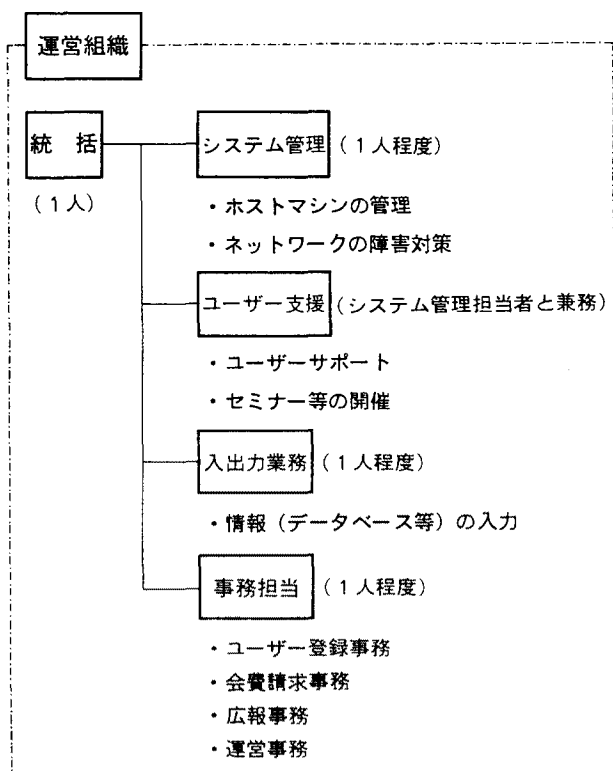 運営組織
統　括
（１人）
システム管理（１人程度）
・ホストマシンの管理
・ネットワークの障害対策
ユーザー支援（システム管理担当者と兼務）
・ユーザーサポート
・セミナー等の開催
入出力業務（１人程度）
・情報（データベース等）の入力
事務担当（１人程度）
・ユーザー登録事務
・会費請求事務
・広報事務
・運営事務